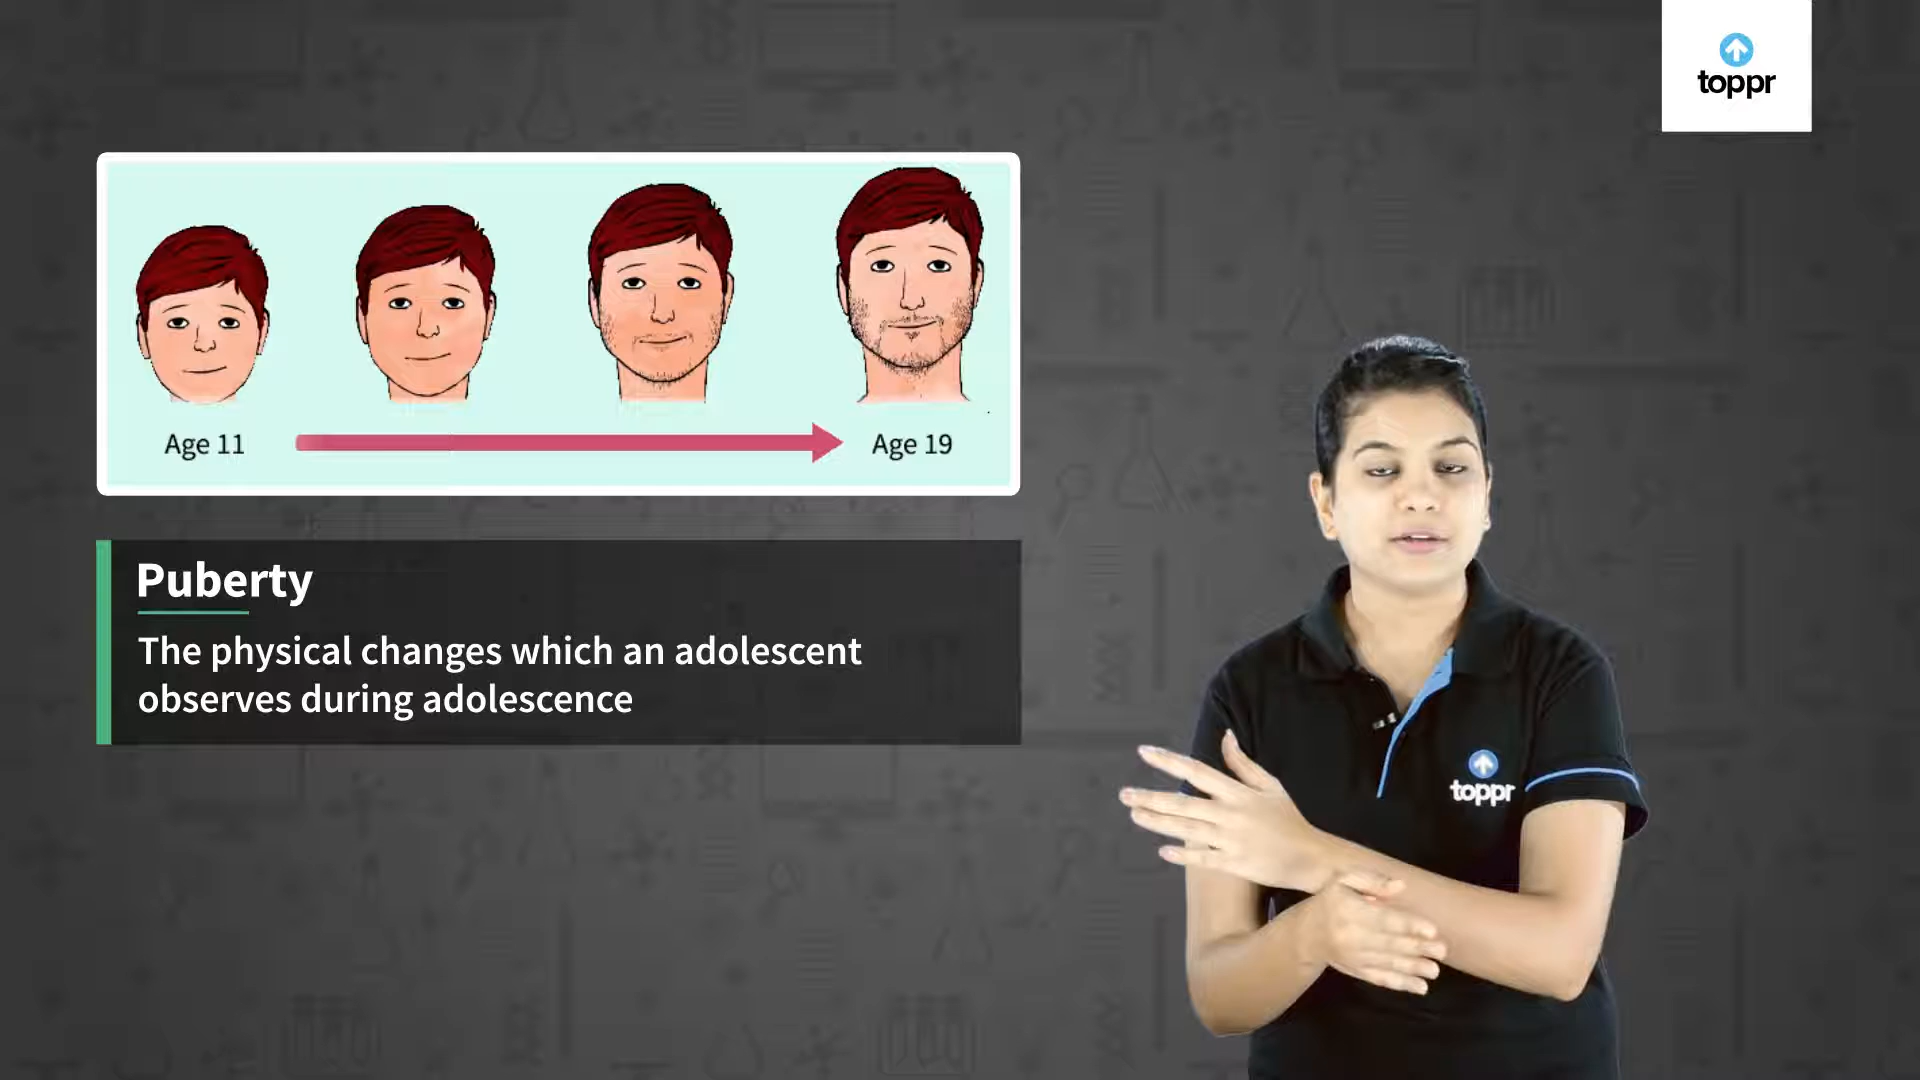 toppr
Age 11
Age 19
Puberty
The physical changes which an adolescent
observes during adolescence
toppr